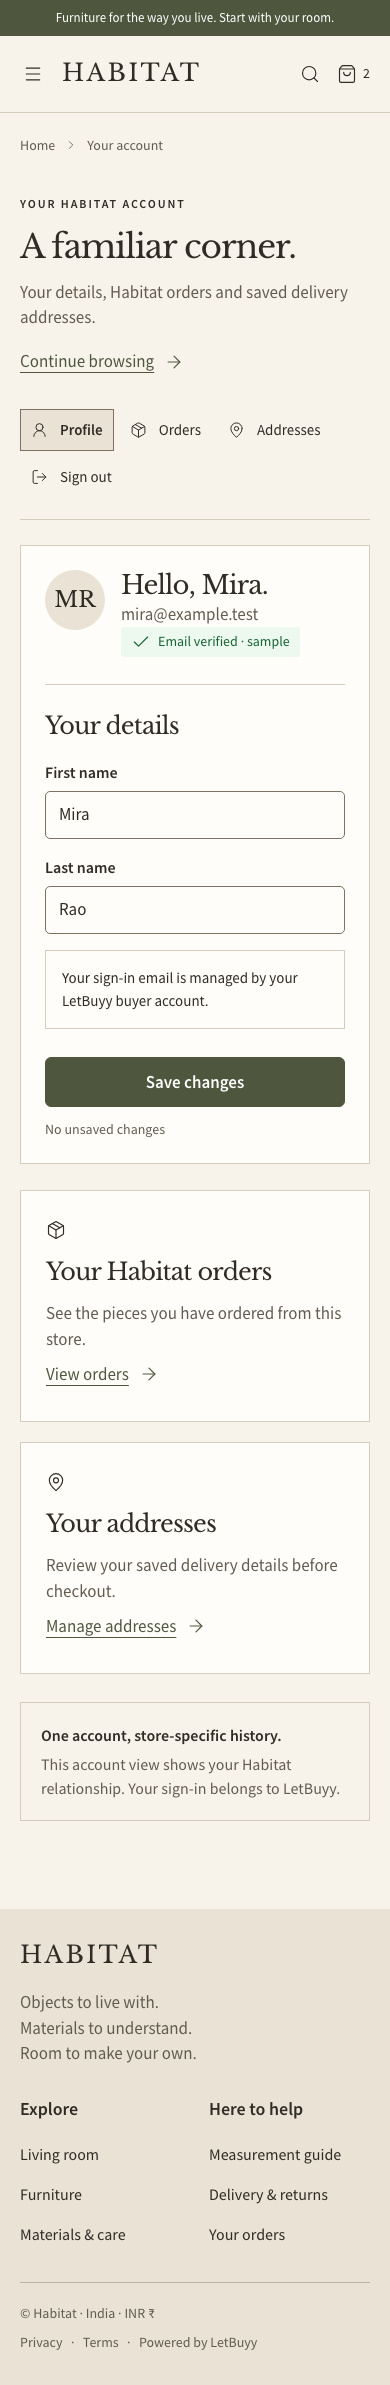 Furniture for the way you live. Start with your room.
HABITAT
2
Home
Your account
YOUR HABITAT ACCOUNT
A familiar corner.
Your details, Habitat orders and saved delivery
addresses.
Continue browsing
Profile
Orders
Addresses
Sign out
MR
Hello, Mira.
mira@example.test
Email verified · sample
Your details
First name
Mira
Last name
Rao
Your sign-in email is managed by your
LetBuyy buyer account.
Save changes
No unsaved changes
Your Habitat orders
See the pieces you have ordered from this
store.
View orders
Your addresses
Review your saved delivery details before
checkout.
Manage addresses
One account, store-specific history.
This account view shows your Habitat
relationship. Your sign-in belongs to LetBuyy.
HABITAT
Objects to live with.
Materials to understand.
Room to make your own.
Explore
Living room
Furniture
Materials & care
Here to help
Measurement guide
Delivery & returns
Your orders
© Habitat · India · INR ₹
Privacy · Terms · Powered by LetBuyy